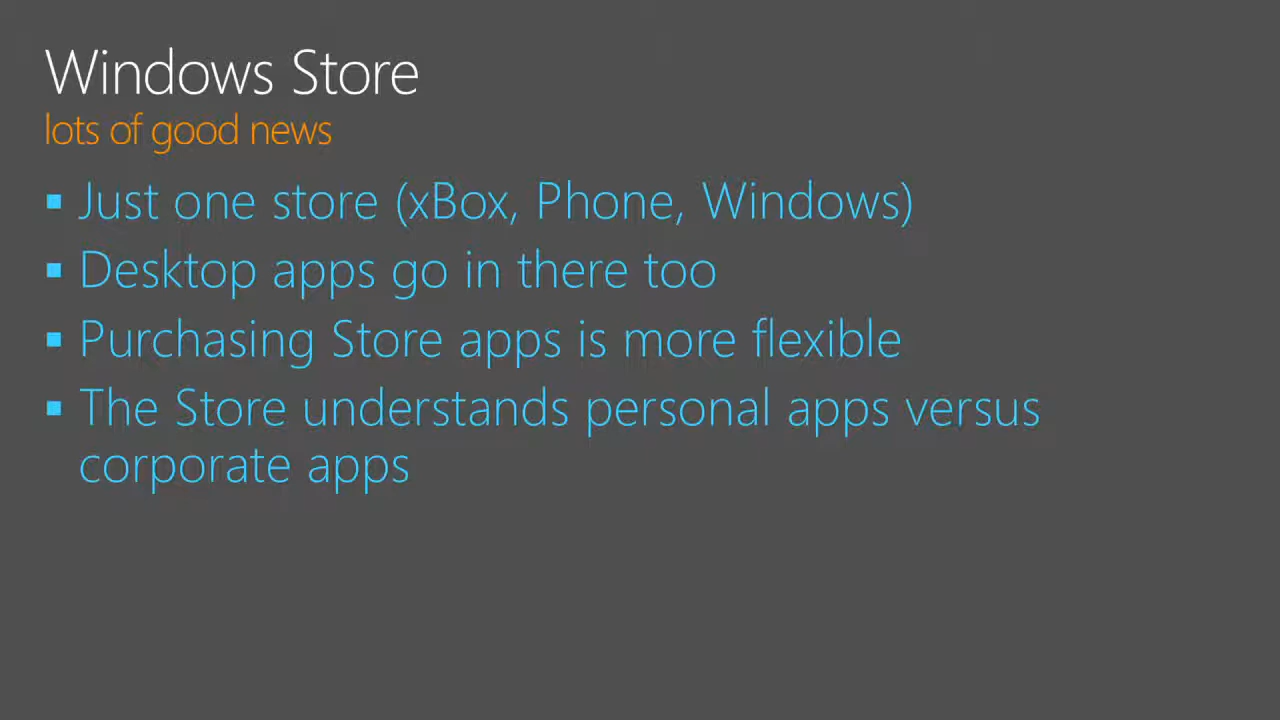 Windows Store
lots of good news
▪ Just one store (xBox, Phone, Windows)
▪ Desktop apps go in there too
▪ Purchasing Store apps is more flexible
▪ The Store understands personal apps versus
corporate apps